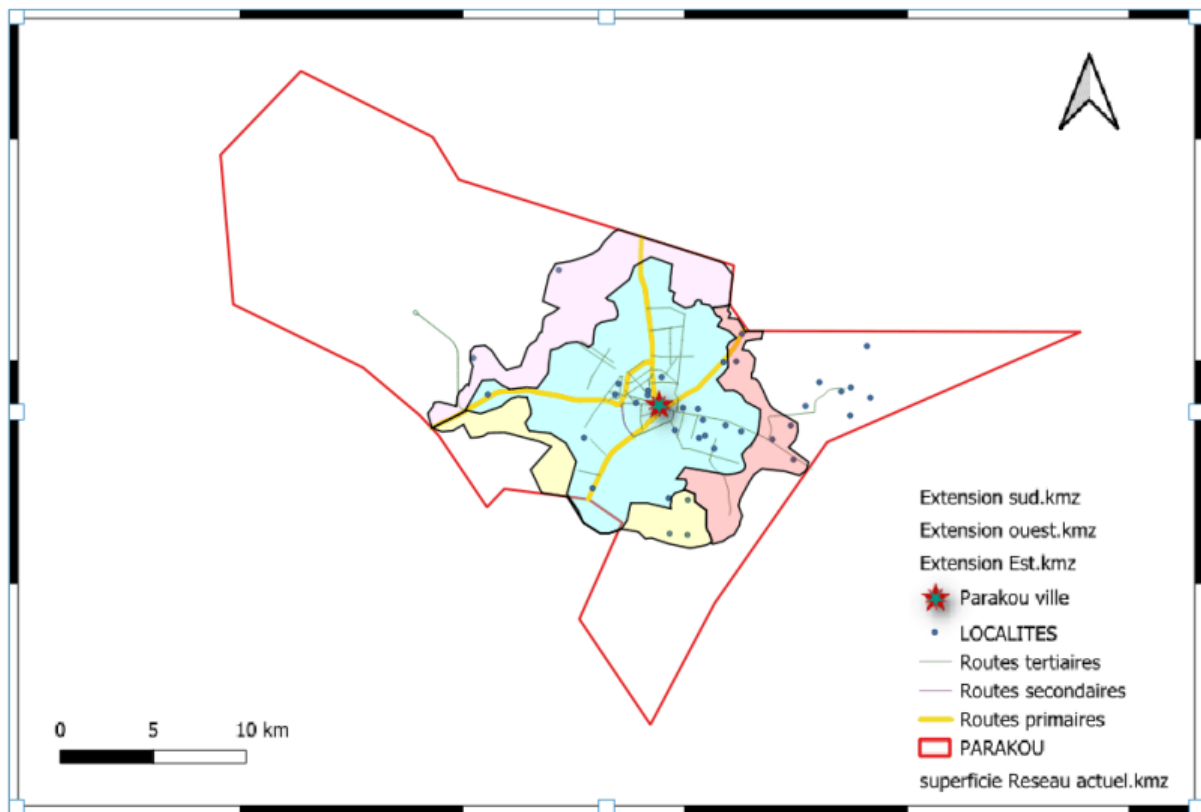 Extension sud.kmz
Extension ouest.kmz
Extension Est.kmz
Parakou ville
LOCALITES
Routes tertiaires
Routes secondaires
Routes primaires
PARAKOU
superficie Reseau actuel.kmz
0 5 10 km